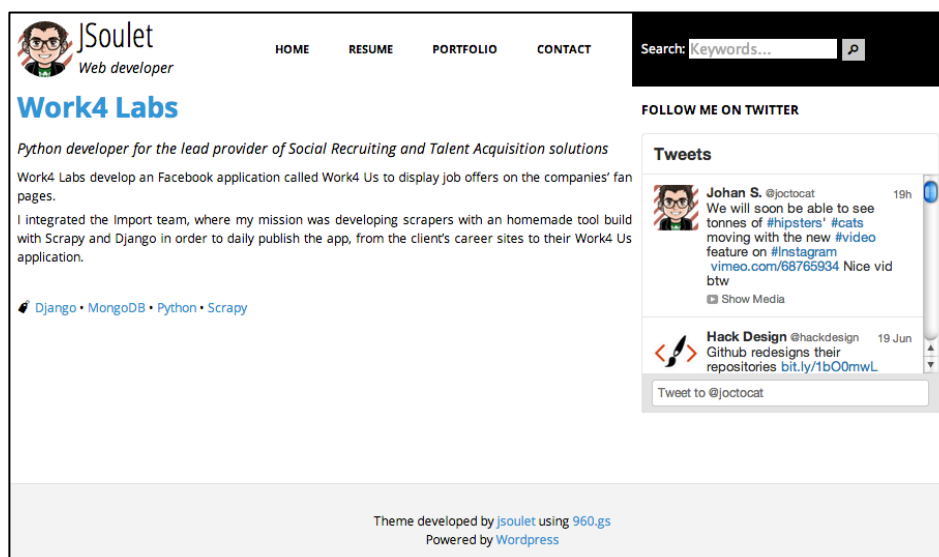 JSoulet
Web developer
HOME RESUME PORTFOLIO CONTACT
Search: Keywords...
Work4 Labs
Python developer for the lead provider of Social Recruiting and Talent Acquisition solutions
Work4 Labs develop an Facebook application called Work4 Us to display job offers on the companies' fan
pages.
I integrated the Import team, where my mission was developing scrapers with an homemade tool build
with Scrapy and Django in order to daily publish the app, from the client's career sites to their Work4 Us
application.
Django • MongoDB • Python • Scrapy
FOLLOW ME ON TWITTER
Tweets
Johan S. @joctocat 19h
We will soon be able to see
tonnes of #hipsters' #cats
moving with the new #video
feature on #Instagram
vimeo.com/68765934 Nice vid
btw
Show Media
Hack Design @hackdesign 19 Jun
Github redesigns their
repositories bit.ly/1bO0mwL
Tweet to @joctocat
Theme developed by jsoulet using 960.gs
Powered by Wordpress